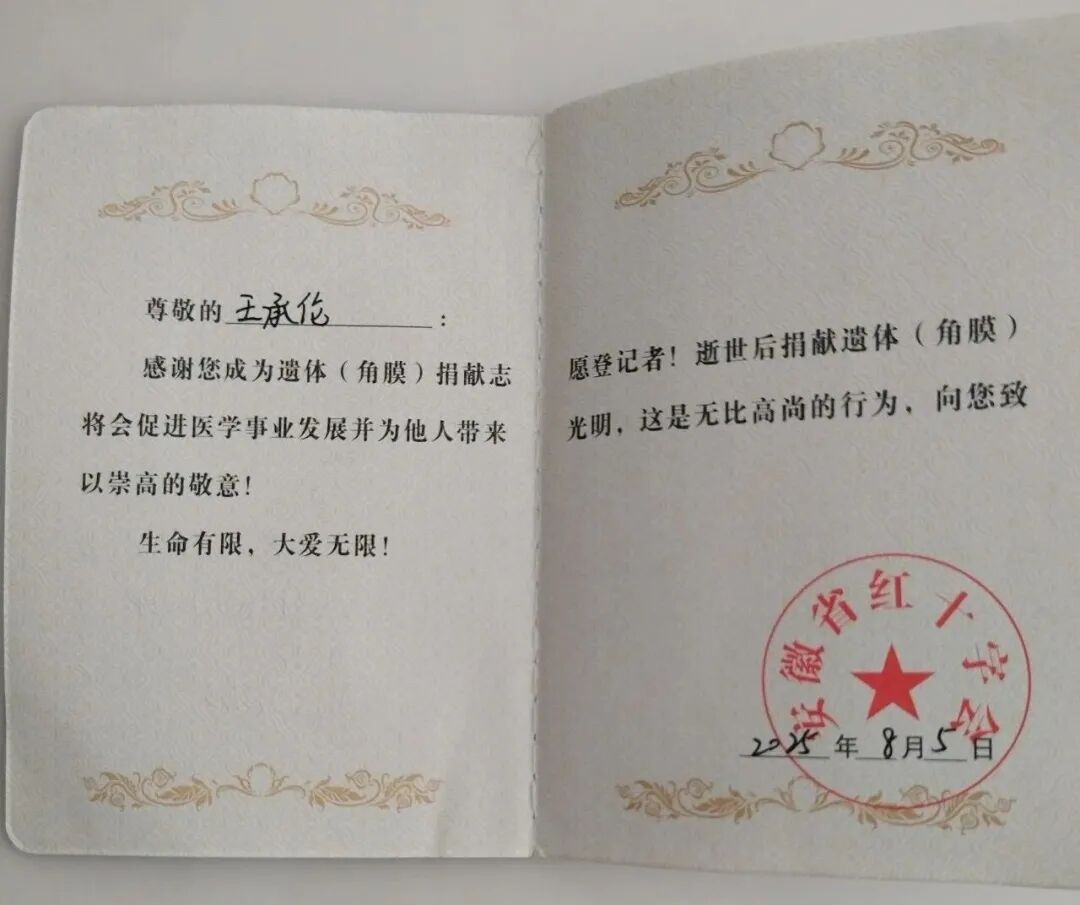 尊敬的 王承伦 :
感谢您成为遗体(角膜)捐献志愿登记者!逝世后捐献遗体(角膜)
将会促进医学事业发展并为他人带来光明,这是无比高尚的行为,向您致
以崇高的敬意!
生命有限,大爱无限!
安徽省红十字会
2025年8月5日